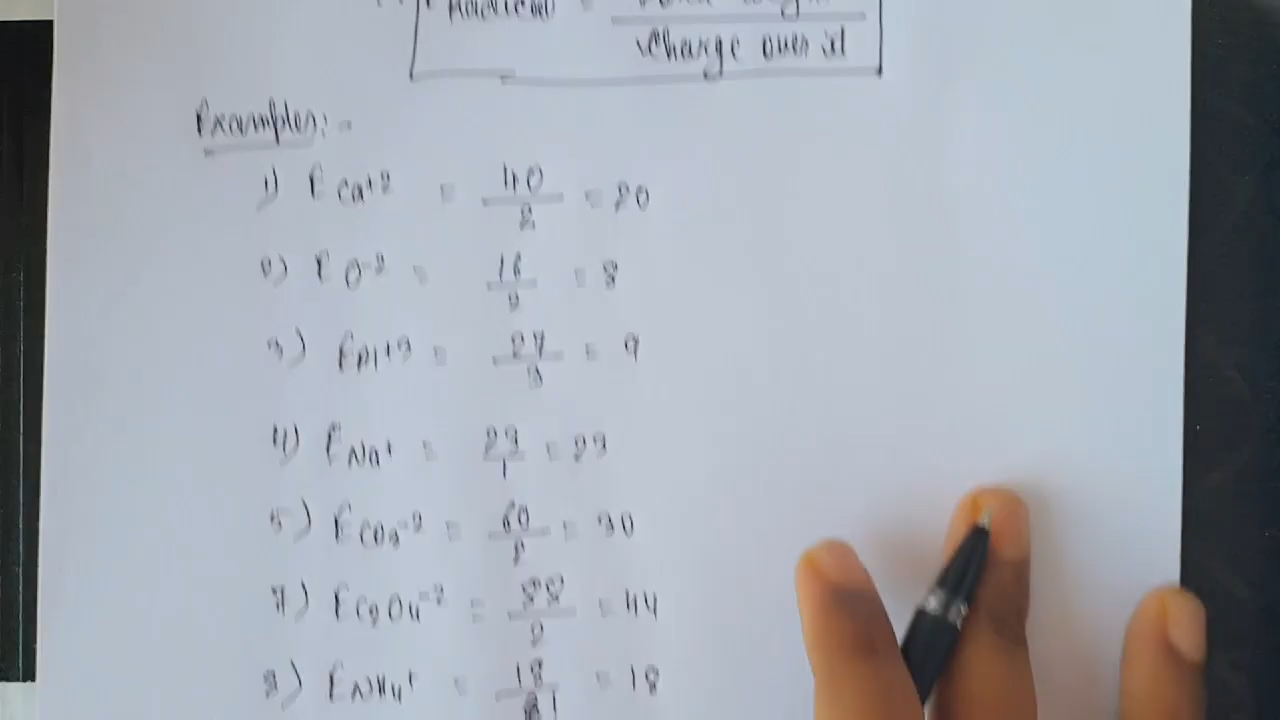 E Radical =
Charge over it
Examples:-
1) E Ca+2 = 40/2 = 20
2) E O-2 = 16/2 = 8
3) E Al+3 = 27/3 = 9
4) E Na+ = 23/1 = 23
5) E CO3-2 = 60/2 = 30
7) E C2O4-2 = 88/2 = 44
8) E NH4+ = 18/1 = 18